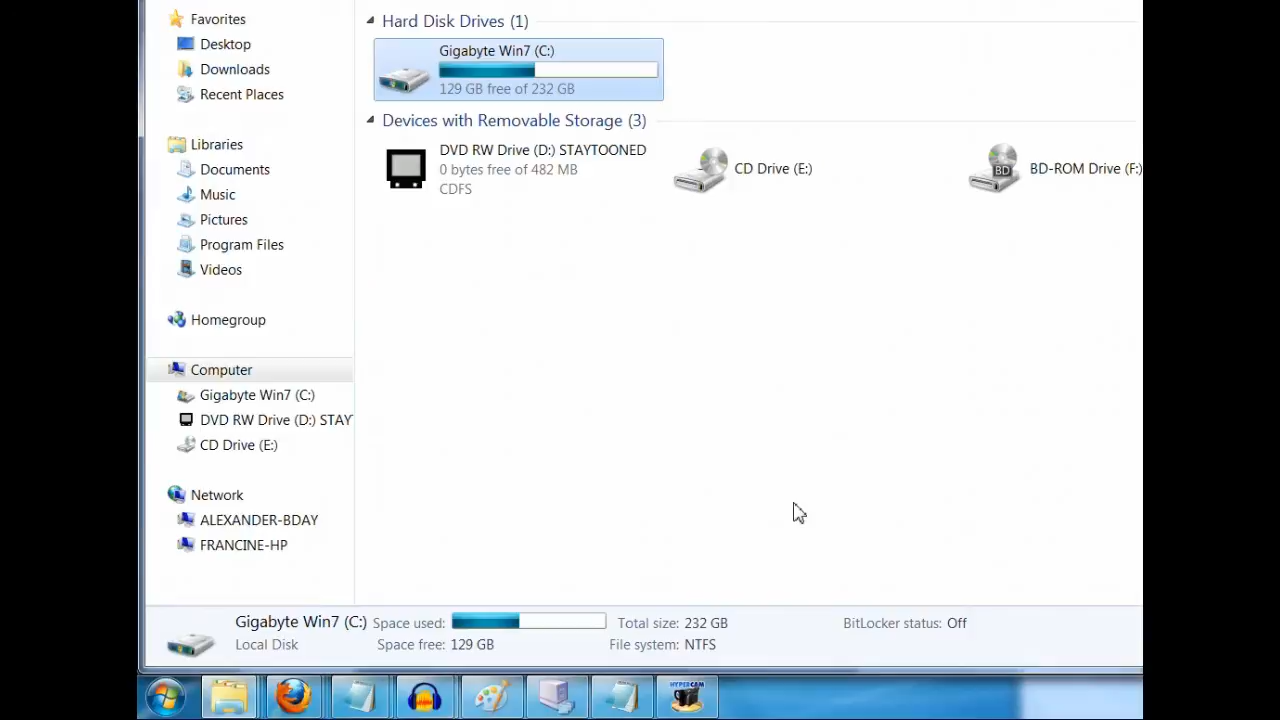 Favorites
Desktop
Downloads
Recent Places
Libraries
Documents
Music
Pictures
Program Files
Videos
Homegroup
Computer
Gigabyte Win7 (C:)
DVD RW Drive (D:) STAY
CD Drive (E:)
Network
ALEXANDER-BDAY
FRANCINE-HP
Hard Disk Drives (1)
Gigabyte Win7 (C:)
129 GB free of 232 GB
Devices with Removable Storage (3)
DVD RW Drive (D:) STAYTOONED
0 bytes free of 482 MB
CDFS
CD Drive (E:)
BD
BD-ROM Drive (F:)
Gigabyte Win7 (C:) Space used: Total size: 232 GB BitLocker status: Off
Local Disk Space free: 129 GB File system: NTFS
HYPERCAM